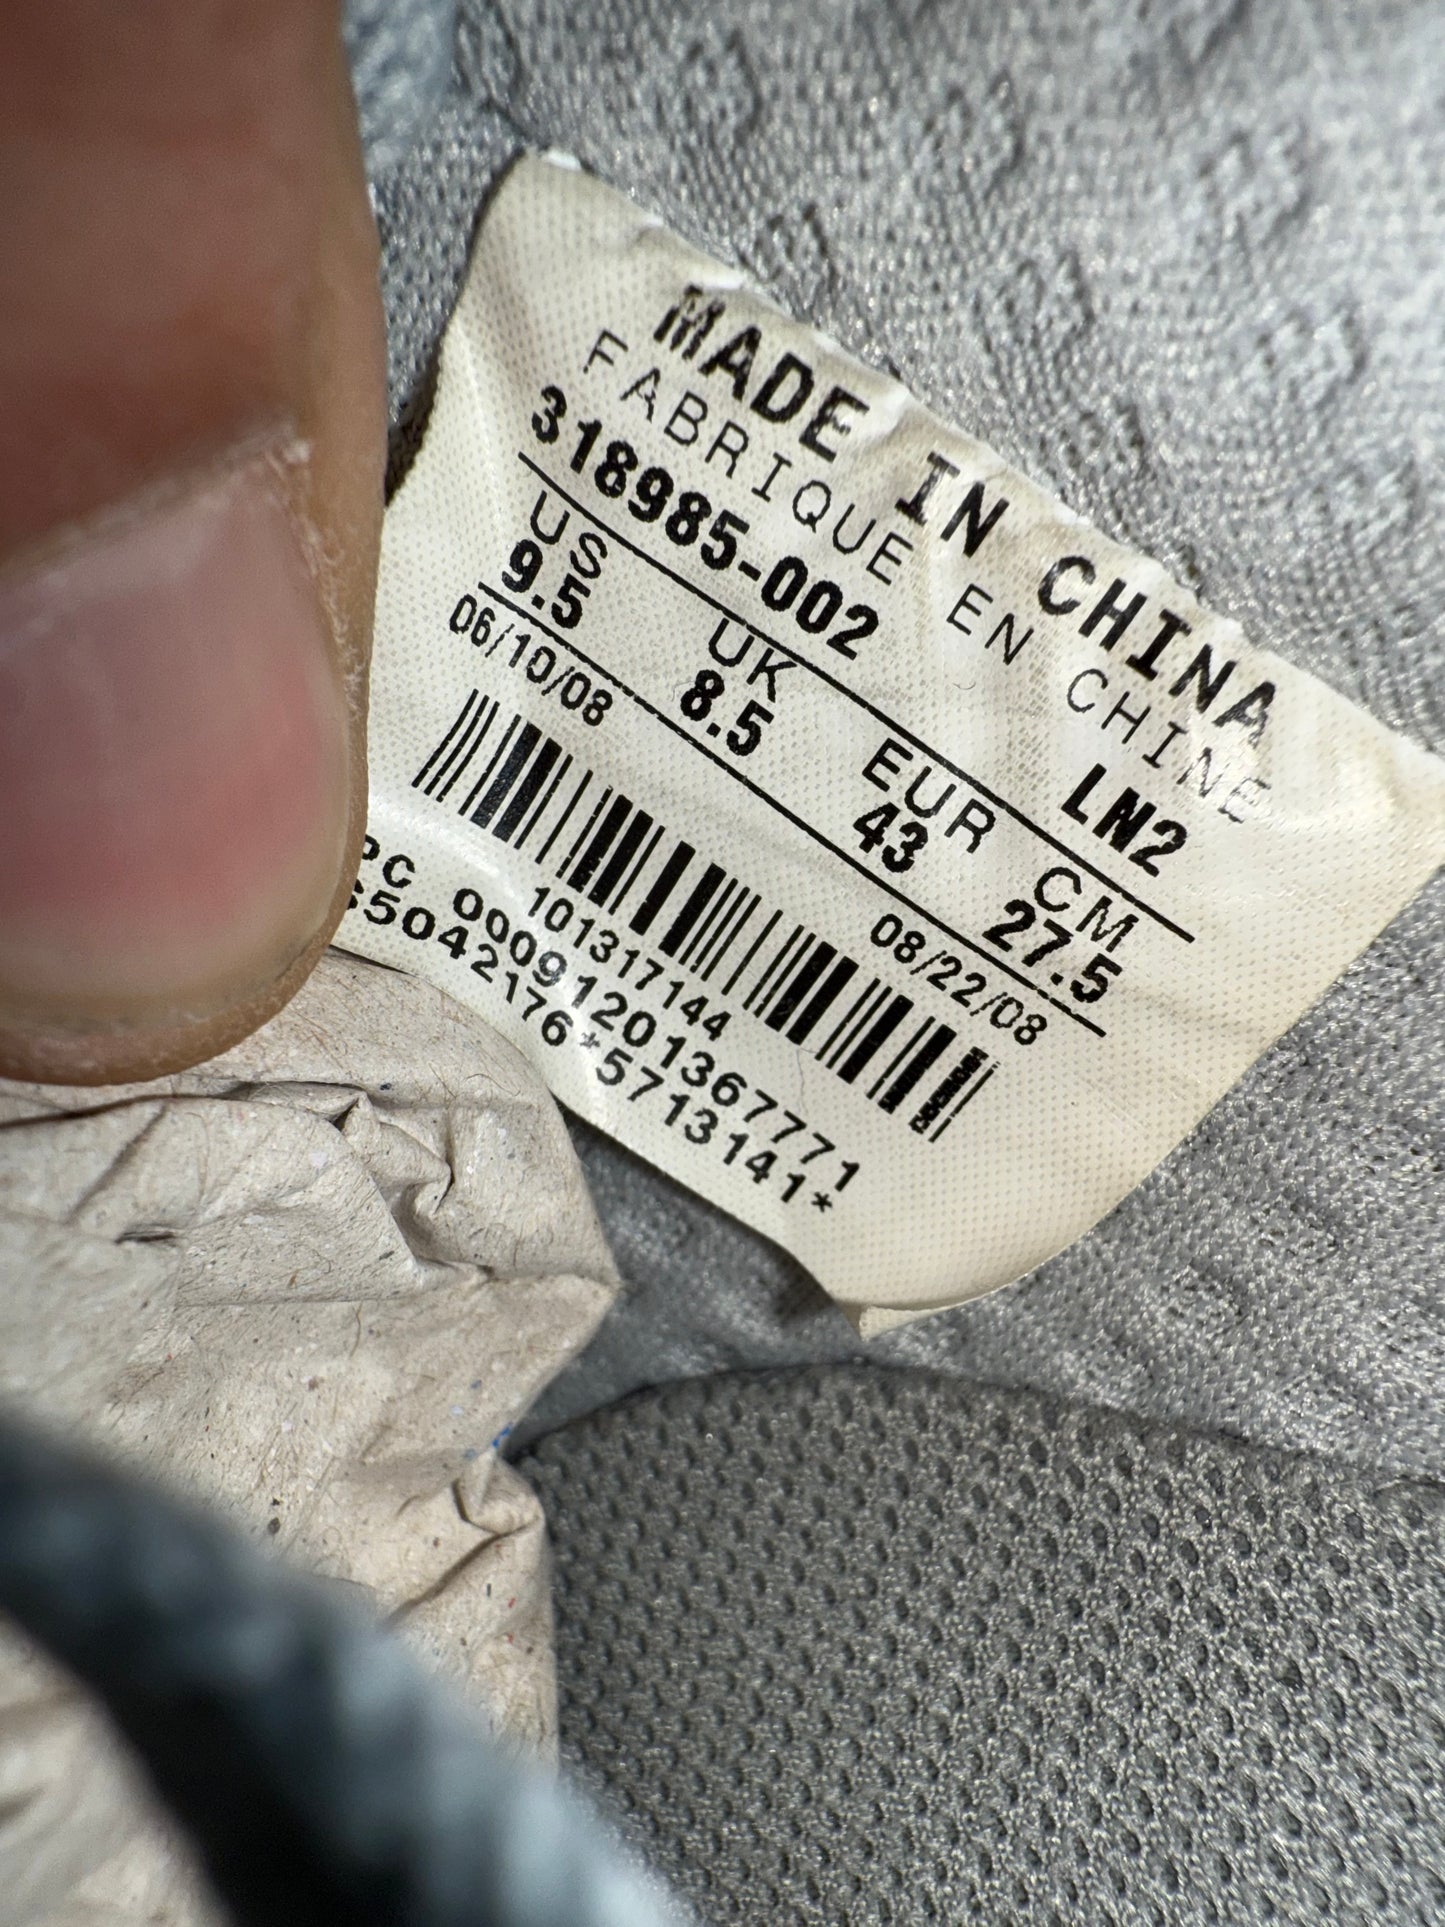 MADE IN CHINA
FABRIQUE EN CHINE
318985-002 LN2
US UK EUR CM
9.5 8.5 43 27.5
06/10/08 08/22/08
101317144
PC 00091201367771
65042176*5713141*